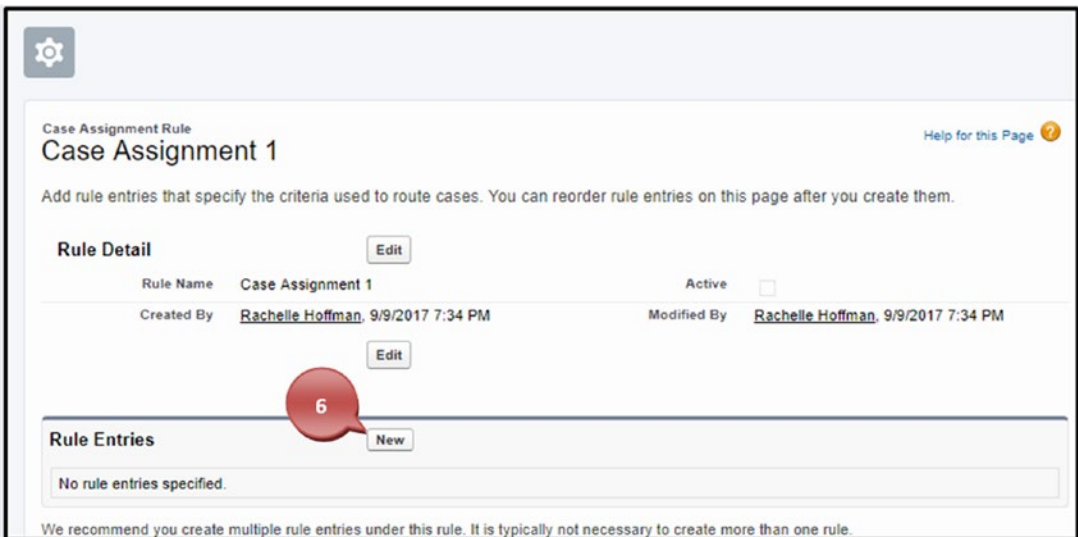 Case Assignment Rule
Case Assignment 1
Help for this Page ?
Add rule entries that specify the criteria used to route cases. You can reorder rule entries on this page after you create them.
Rule Detail Edit
Rule Name Case Assignment 1 Active
Created By Rachelle Hoffman, 9/9/2017 7:34 PM Modified By Rachelle Hoffman, 9/9/2017 7:34 PM
Edit
6
Rule Entries New
No rule entries specified.
We recommend you create multiple rule entries under this rule. It is typically not necessary to create more than one rule.